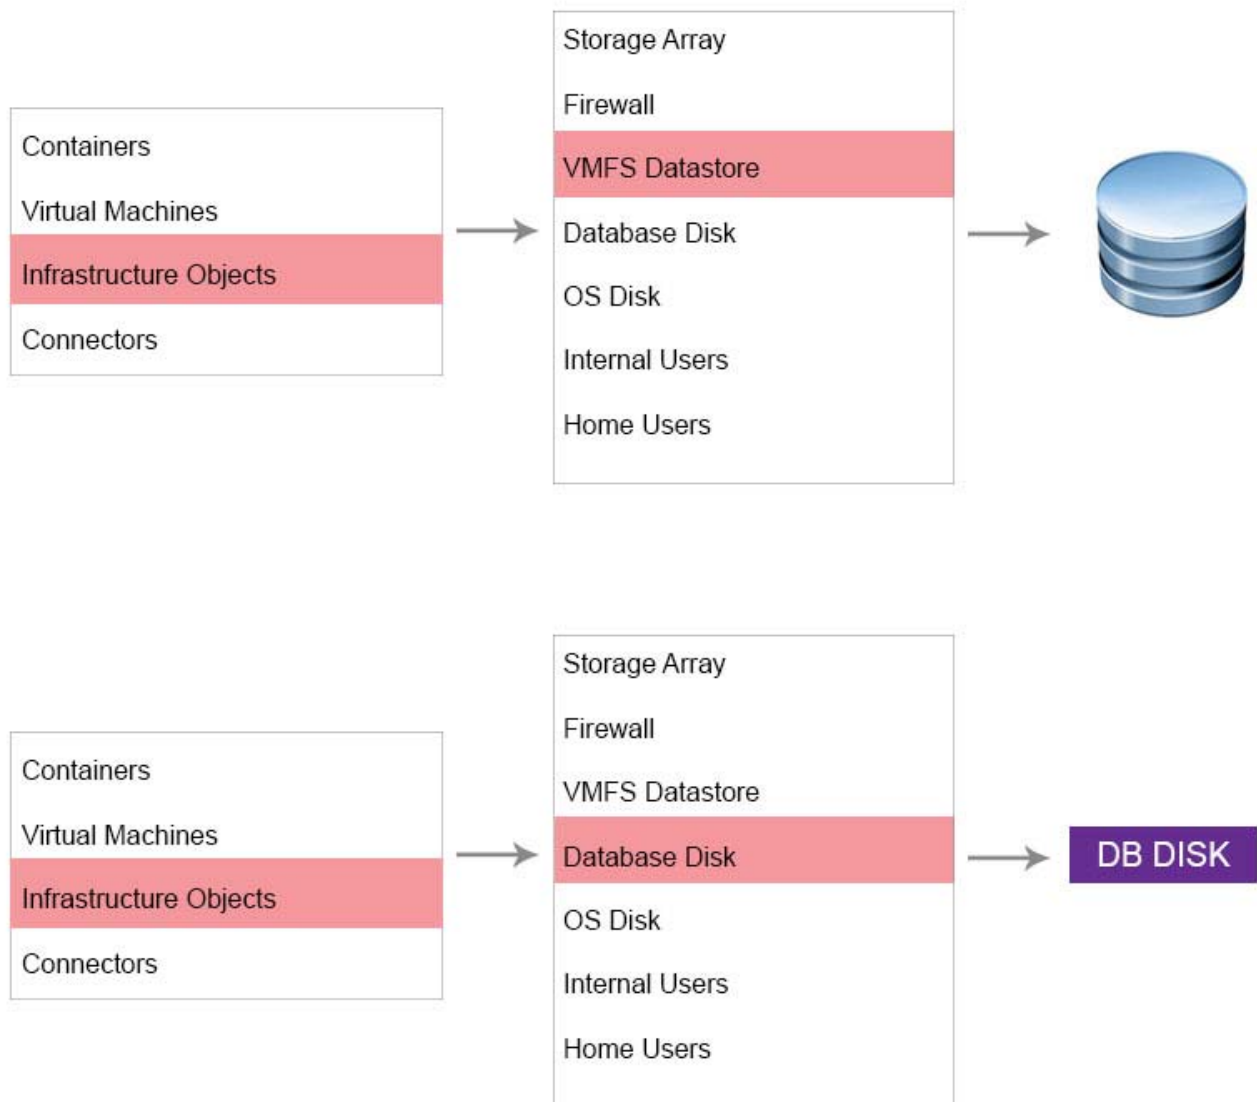 Containers
Virtual Machines
Infrastructure Objects
Connectors
Storage Array
Firewall
VMFS Datastore
Database Disk
OS Disk
Internal Users
Home Users
Containers
Virtual Machines
Infrastructure Objects
Connectors
Storage Array
Firewall
VMFS Datastore
Database Disk
OS Disk
Internal Users
Home Users
DB DISK